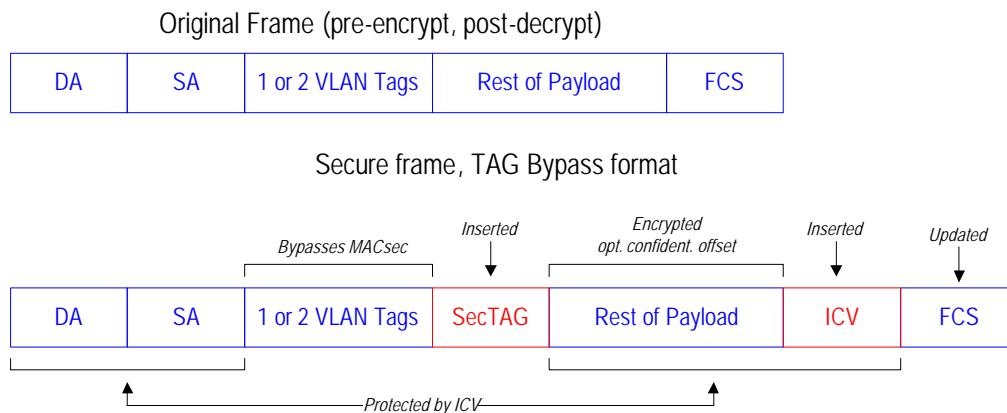 Original Frame (pre-encrypt, post-decrypt)
DA SA 1 or 2 VLAN Tags Rest of Payload FCS
Secure frame, TAG Bypass format
Bypasses MACsec
Inserted
Encrypted
opt. confident. offset
Inserted
Updated
DA SA 1 or 2 VLAN Tags SecTAG Rest of Payload ICV FCS
Protected by ICV